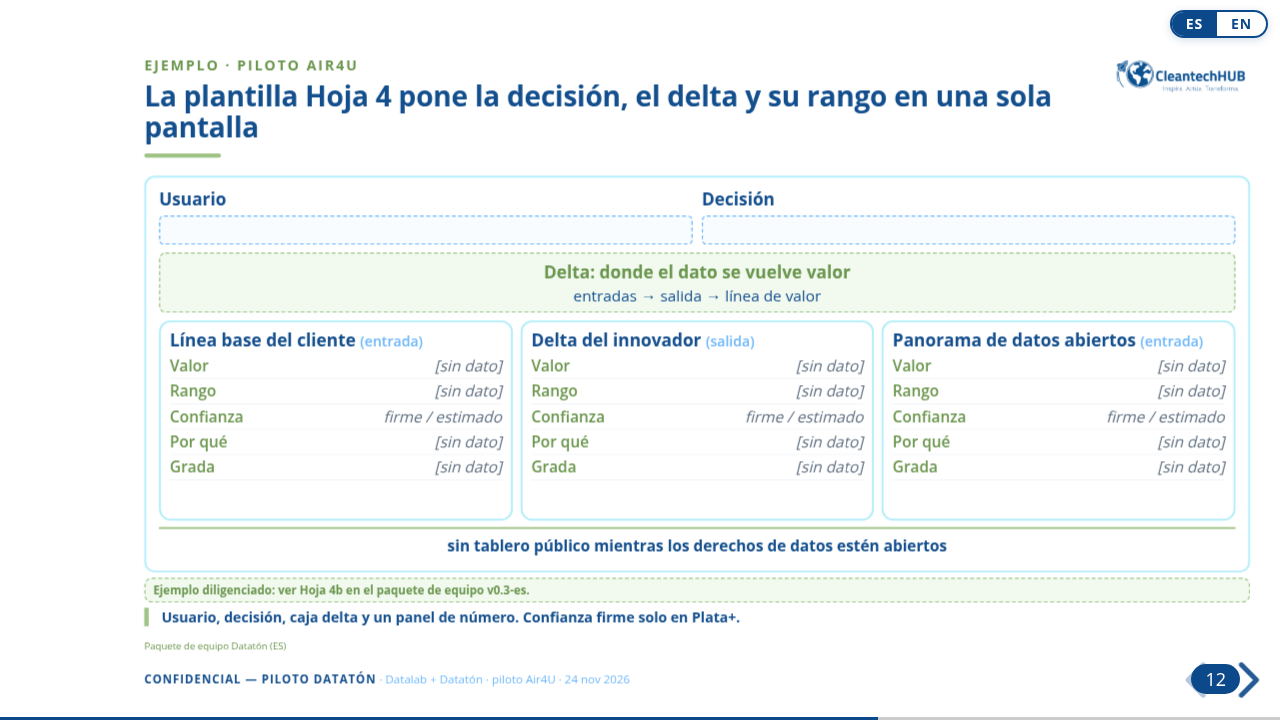 ES EN
EJEMPLO · PILOTO AIR4U
CleantechHUB
Inspira. Actúa. Transforma.
La plantilla Hoja 4 pone la decisión, el delta y su rango en una sola
pantalla
Usuario
Decisión
Delta: donde el dato se vuelve valor
entradas → salida → línea de valor
Línea base del cliente (entrada)
Valor [sin dato]
Rango [sin dato]
Confianza firme / estimado
Por qué [sin dato]
Grada [sin dato]
Delta del innovador (salida)
Valor [sin dato]
Rango [sin dato]
Confianza firme / estimado
Por qué [sin dato]
Grada [sin dato]
Panorama de datos abiertos (entrada)
Valor [sin dato]
Rango [sin dato]
Confianza firme / estimado
Por qué [sin dato]
Grada [sin dato]
sin tablero público mientras los derechos de datos estén abiertos
Ejemplo diligenciado: ver Hoja 4b en el paquete de equipo v0.3-es.
Usuario, decisión, caja delta y un panel de número. Confianza firme solo en Plata+.
Paquete de equipo Datatón (ES)
CONFIDENCIAL — PILOTO DATATÓN · Datalab + Datatón · piloto Air4U · 24 nov 2026
12